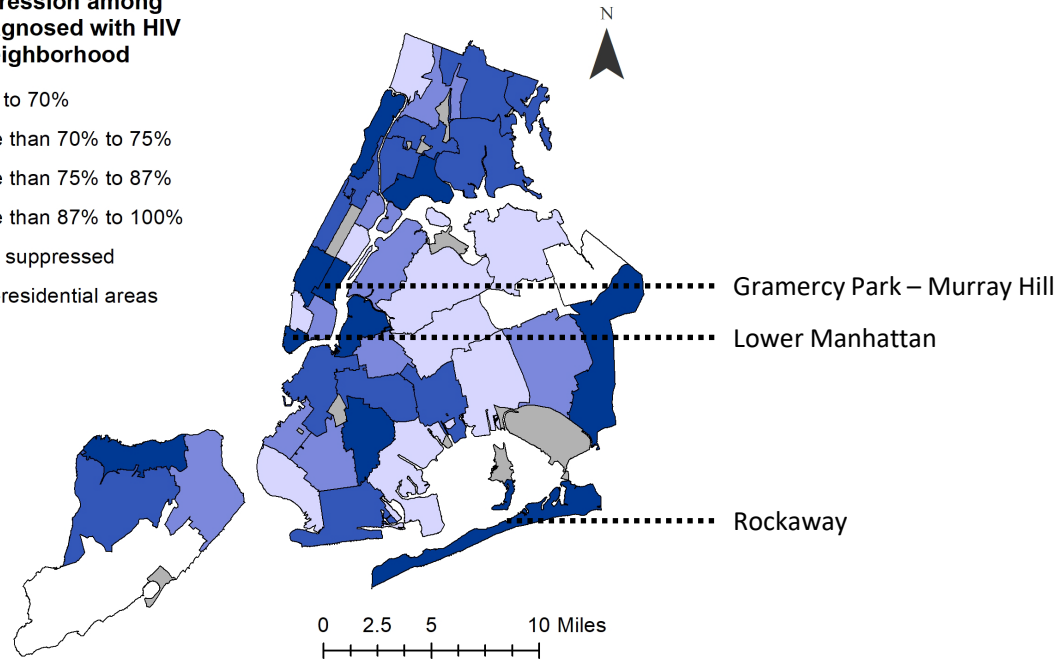 ression among
gnosed with HIV
eighborhood
to 70%
e than 70% to 75%
e than 75% to 87%
e than 87% to 100%
suppressed
residential areas
N
Gramercy Park – Murray Hill
Lower Manhattan
Rockaway
0 2.5 5 10 Miles